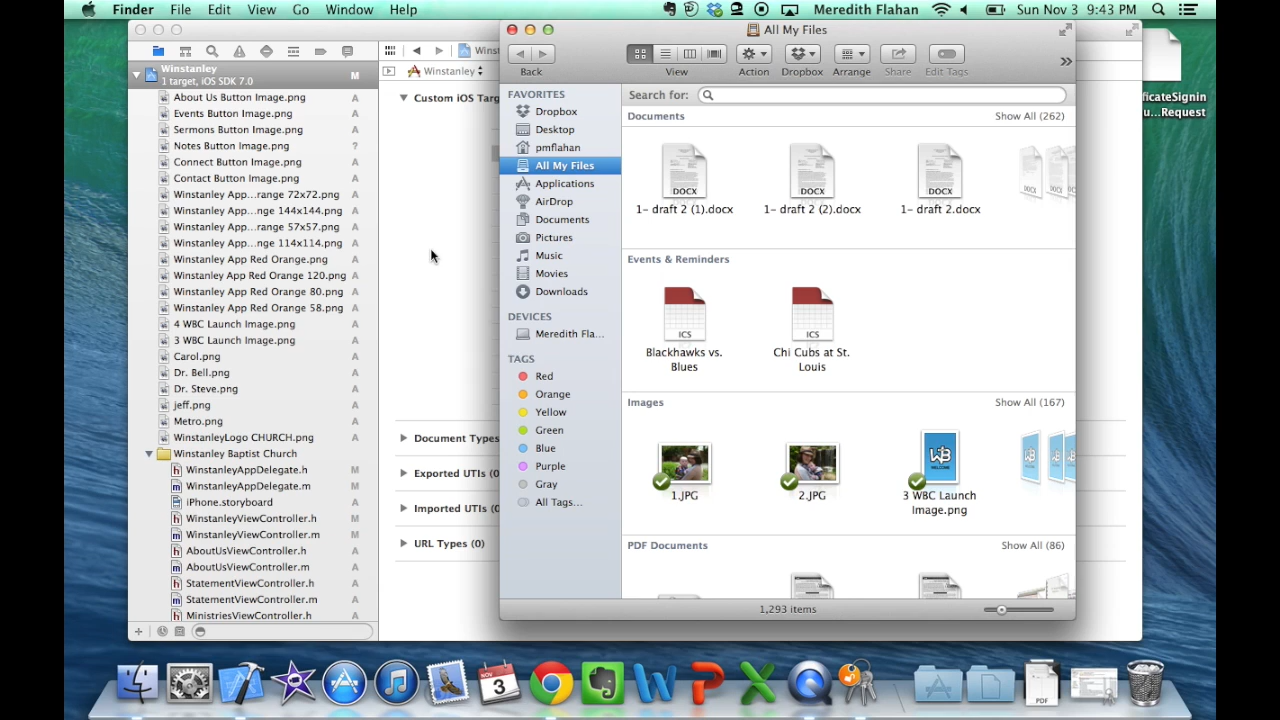 Finder File Edit View Go Window Help Meredith Flahan Sun Nov 3 9:43 PM
Winstanley
1 target, iOS SDK 7.0
M
About Us Button Image.png A
Events Button Image.png A
Sermons Button Image.png A
Notes Button Image.png ?
Connect Button Image.png A
Contact Button Image.png A
Winstanley App...range 72x72.png A
Winstanley App...nge 144x144.png A
Winstanley App...range 57x57.png A
Winstanley App...nge 114x114.png A
Winstanley App Red Orange.png A
Winstanley App Red Orange 120.png A
Winstanley App Red Orange 80.png A
Winstanley App Red Orange 58.png A
4 WBC Launch Image.png A
3 WBC Launch Image.png A
Carol.png A
Dr. Bell.png A
Dr. Steve.png A
jeff.png A
Metro.png A
WinstanleyLogo CHURCH.png A
Winstanley Baptist Church
WinstanleyAppDelegate.h M
WinstanleyAppDelegate.m M
iPhone.storyboard A
WinstanleyViewController.h M
WinstanleyViewController.m M
AboutUsViewController.h A
AboutUsViewController.m A
StatementViewController.h A
StatementViewController.m A
MinistriesViewController.h A
Wins
Winstanley
Custom iOS Targ
Document Types
Exported UTIs (0
Imported UTIs (0
URL Types (0)
All My Files
Back View Action Dropbox Arrange Share Edit Tags
FAVORITES
Dropbox
Desktop
pmflahan
All My Files
Applications
AirDrop
Documents
Pictures
Music
Movies
Downloads
DEVICES
Meredith Fla...
TAGS
Red
Orange
Yellow
Green
Blue
Purple
Gray
All Tags...
Search for:
Documents Show All (262)
DOCX DOCX DOCX
1- draft 2 (1).docx 1- draft 2 (2).docx 1- draft 2.docx
Events & Reminders
ICS ICS
Blackhawks vs. Chi Cubs at St.
Blues Louis
Images Show All (167)
WB
WELCOME
1.JPG 2.JPG 3 WBC Launch
Image.png
PDF Documents Show All (86)
1,293 items
ficateSignin
u...Request
NOV
3
PDF